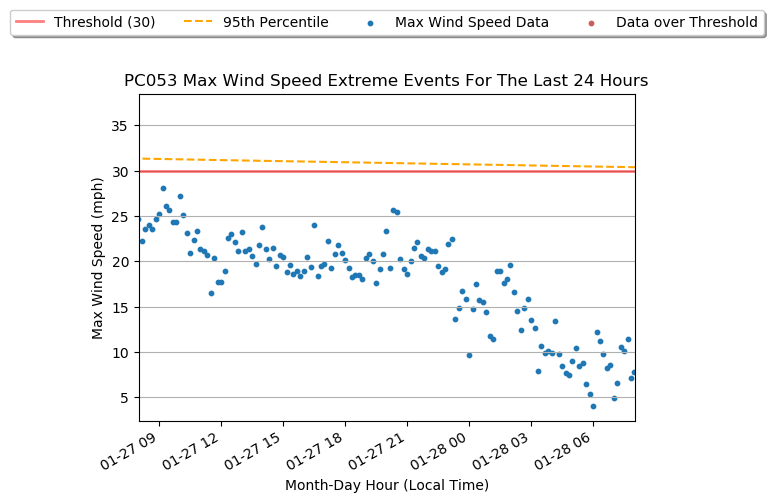 Threshold (30) 95th Percentile Max Wind Speed Data Data over Threshold
PC053 Max Wind Speed Extreme Events For The Last 24 Hours
35
30
25
20
15
10
5
Max Wind Speed (mph)
01-27 09 01-27 12 01-27 15 01-27 18 01-27 21 01-28 00 01-28 03 01-28 06
Month-Day Hour (Local Time)